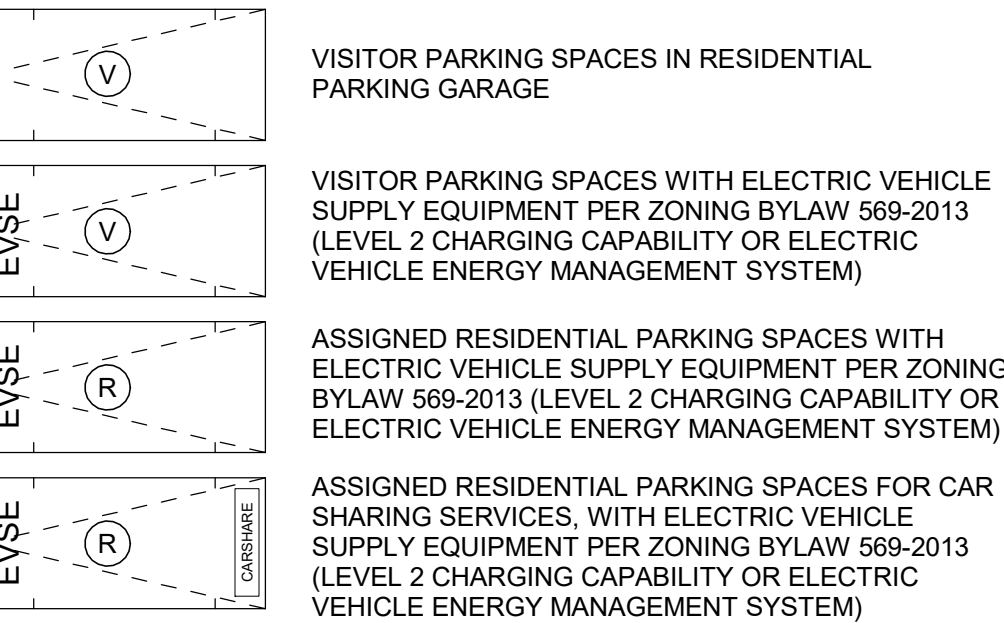 V
VISITOR PARKING SPACES IN RESIDENTIAL
PARKING GARAGE
EVSE
V
VISITOR PARKING SPACES WITH ELECTRIC VEHICLE
SUPPLY EQUIPMENT PER ZONING BYLAW 569-2013
(LEVEL 2 CHARGING CAPABILITY OR ELECTRIC
VEHICLE ENERGY MANAGEMENT SYSTEM)
EVSE
R
ASSIGNED RESIDENTIAL PARKING SPACES WITH
ELECTRIC VEHICLE SUPPLY EQUIPMENT PER ZONING
BYLAW 569-2013 (LEVEL 2 CHARGING CAPABILITY OR
ELECTRIC VEHICLE ENERGY MANAGEMENT SYSTEM)
EVSE
R
CARSHARE
ASSIGNED RESIDENTIAL PARKING SPACES FOR CAR
SHARING SERVICES, WITH ELECTRIC VEHICLE
SUPPLY EQUIPMENT PER ZONING BYLAW 569-2013
(LEVEL 2 CHARGING CAPABILITY OR ELECTRIC
VEHICLE ENERGY MANAGEMENT SYSTEM)